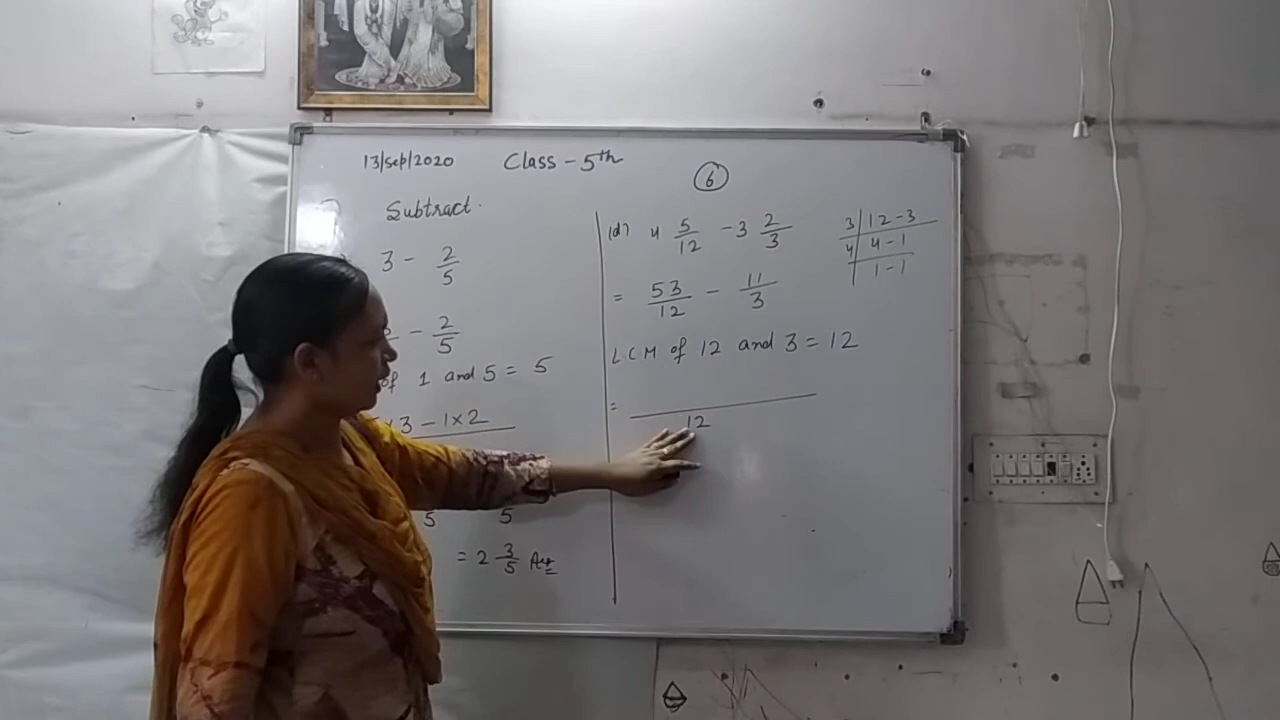 13/Sep/2020 Class - 5th
6
Subtract.
3 - 2/5
- 2/5
of 1 and 5 = 5
× 3 - 1 × 2
5 5
= 2 3/5 Ans
(d) 4 5/12 - 3 2/3
= 53/12 - 11/3
LCM of 12 and 3 = 12
=
12
3 | 12 - 3
4 | 4 - 1
1 - 1